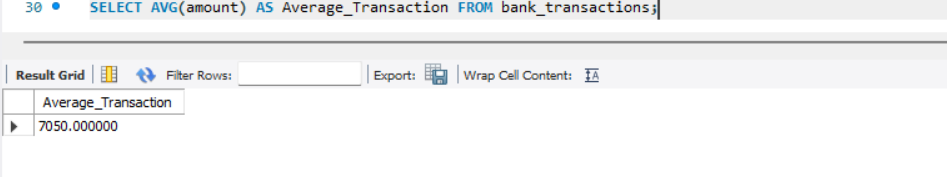 30 SELECT AVG(amount) AS Average_Transaction FROM bank_transactions;
Result Grid Filter Rows: Export: Wrap Cell Content: IA
Average_Transaction
7050.000000